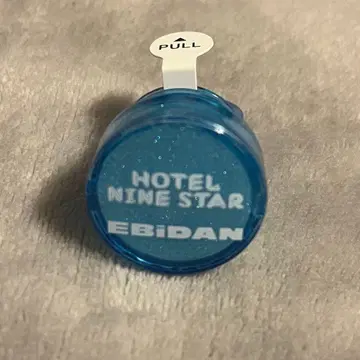 PULL
HOTEL
NINE STAR
EBiDAN